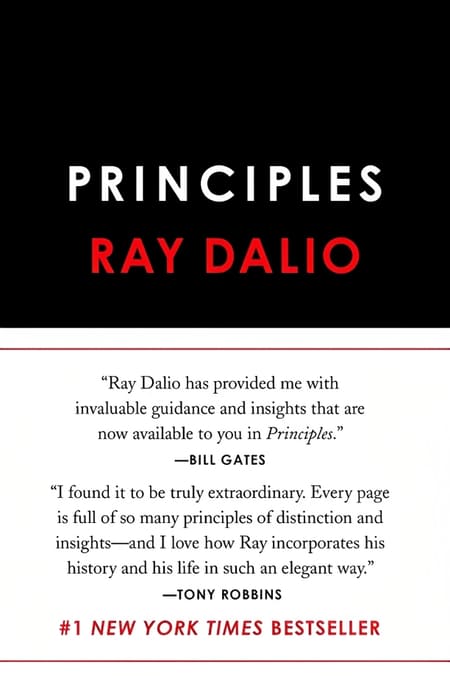 PRINCIPLES
RAY DALIO
“Ray Dalio has provided me with
invaluable guidance and insights that are
now available to you in Principles.”
—BILL GATES
“I found it to be truly extraordinary. Every page
is full of so many principles of distinction and
insights—and I love how Ray incorporates his
history and his life in such an elegant way.”
—TONY ROBBINS
#1 NEW YORK TIMES BESTSELLER